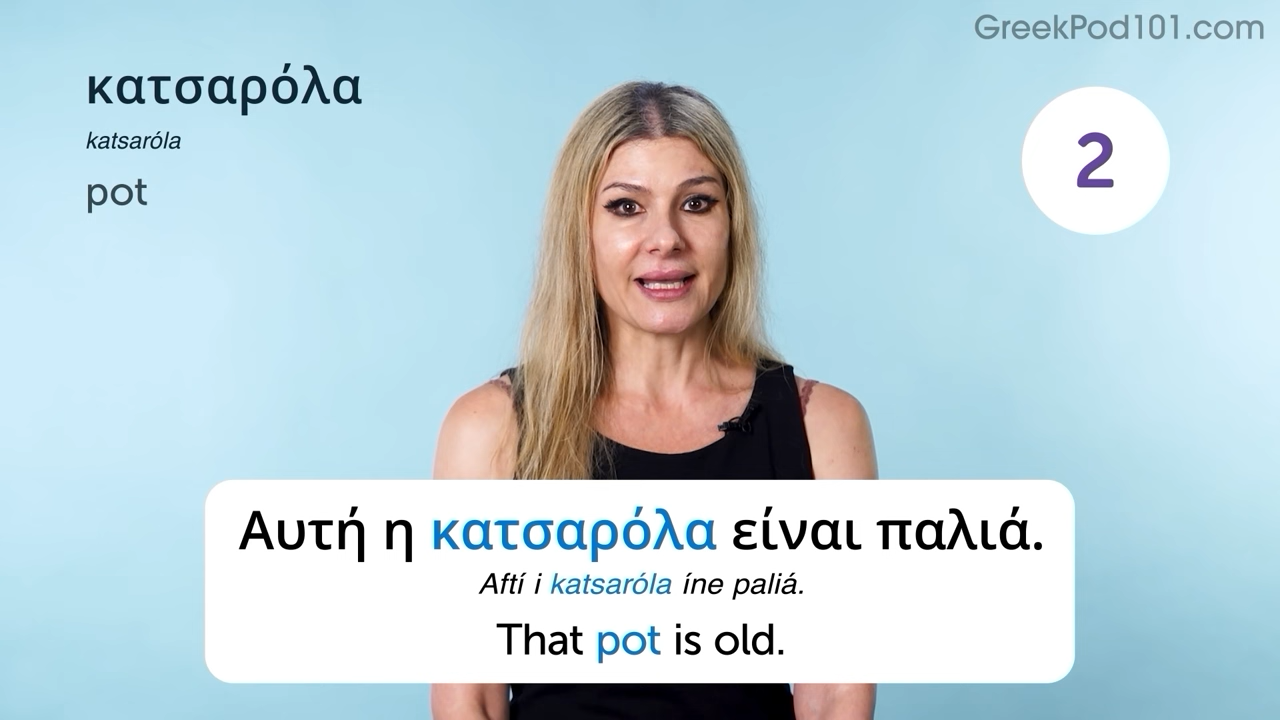 GreekPod101.com
κατσαρόλα
katsaróla
pot
2
Αυτή η κατσαρόλα είναι παλιά.
Aftí i katsaróla íne paliá.
That pot is old.